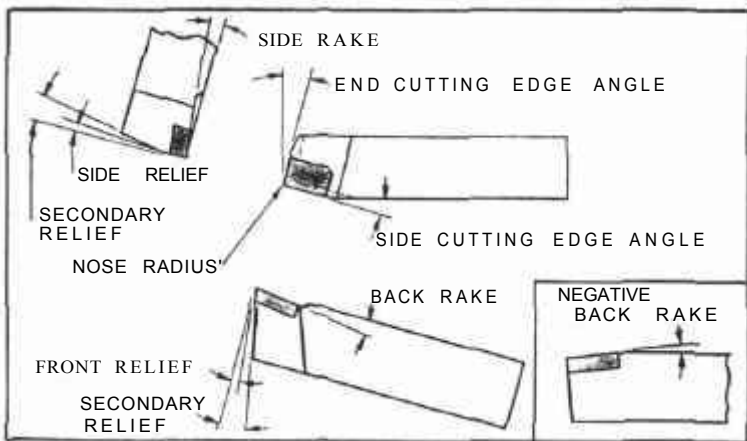 SIDE RAKE
END CUTTING EDGE ANGLE
SIDE RELIEF
SECONDARY
RELIEF
SIDE CUTTING EDGE ANGLE
NOSE RADIUS'
BACK RAKE
NEGATIVE
BACK RAKE
FRONT RELIEF
SECONDARY
RELIEF